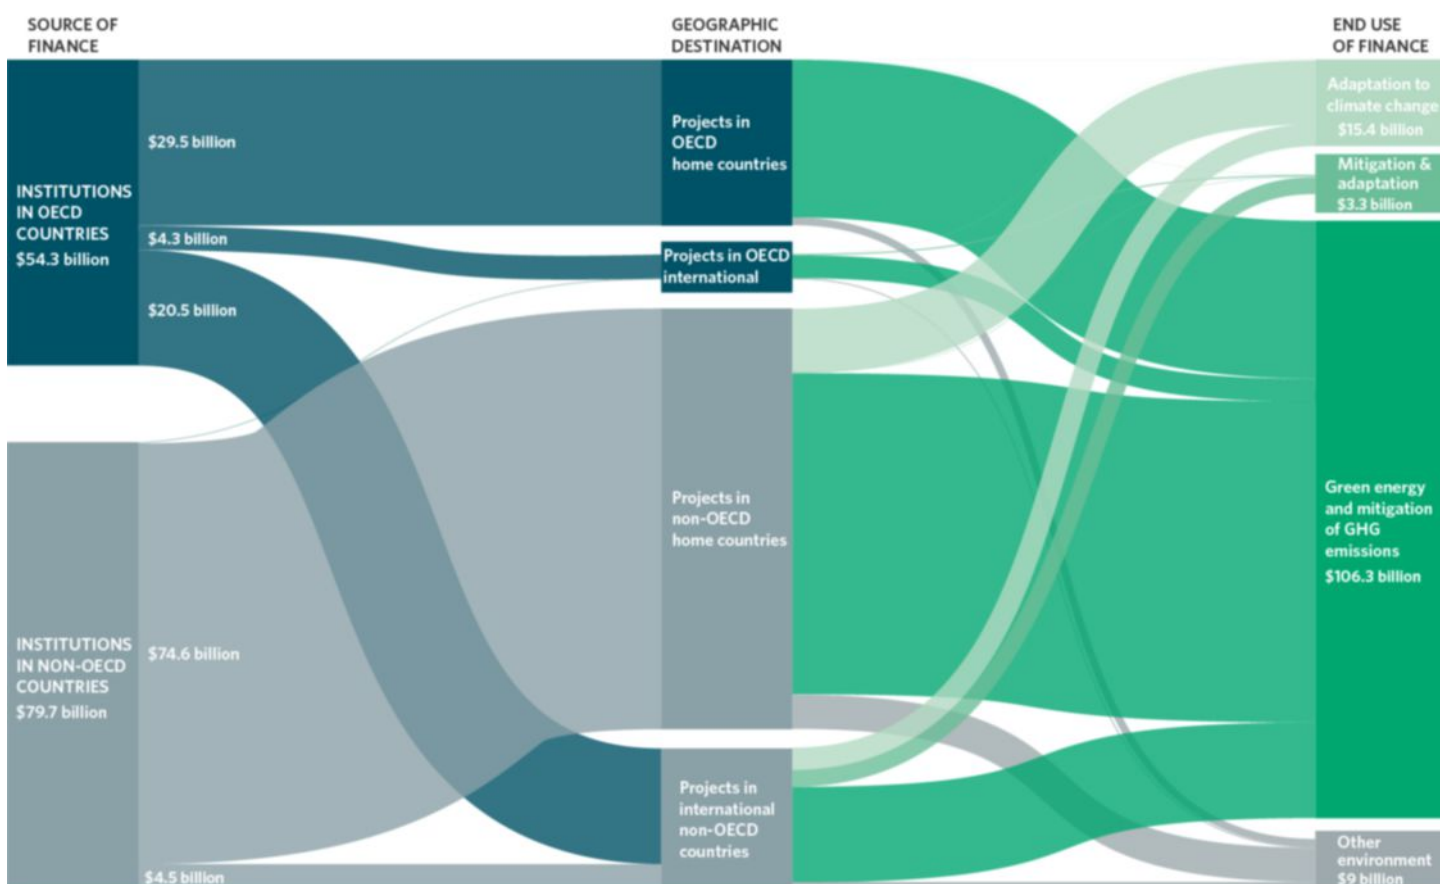 SOURCE OF
FINANCE
GEOGRAPHIC
DESTINATION
END USE
OF FINANCE
INSTITUTIONS
IN OECD
COUNTRIES
$54.3 billion
$29.5 billion
$4.3 billion
$20.5 billion
INSTITUTIONS
IN NON-OECD
COUNTRIES
$79.7 billion
$74.6 billion
$4.5 billion
Projects in
OECD
home countries
Projects in OECD
international
Projects in
non-OECD
home countries
Projects in
international
non-OECD
countries
Adaptation to
climate change
$15.4 billion
Mitigation &
adaptation
$3.3 billion
Green energy
and mitigation
of GHG
emissions
$106.3 billion
Other
environment
$9 billion